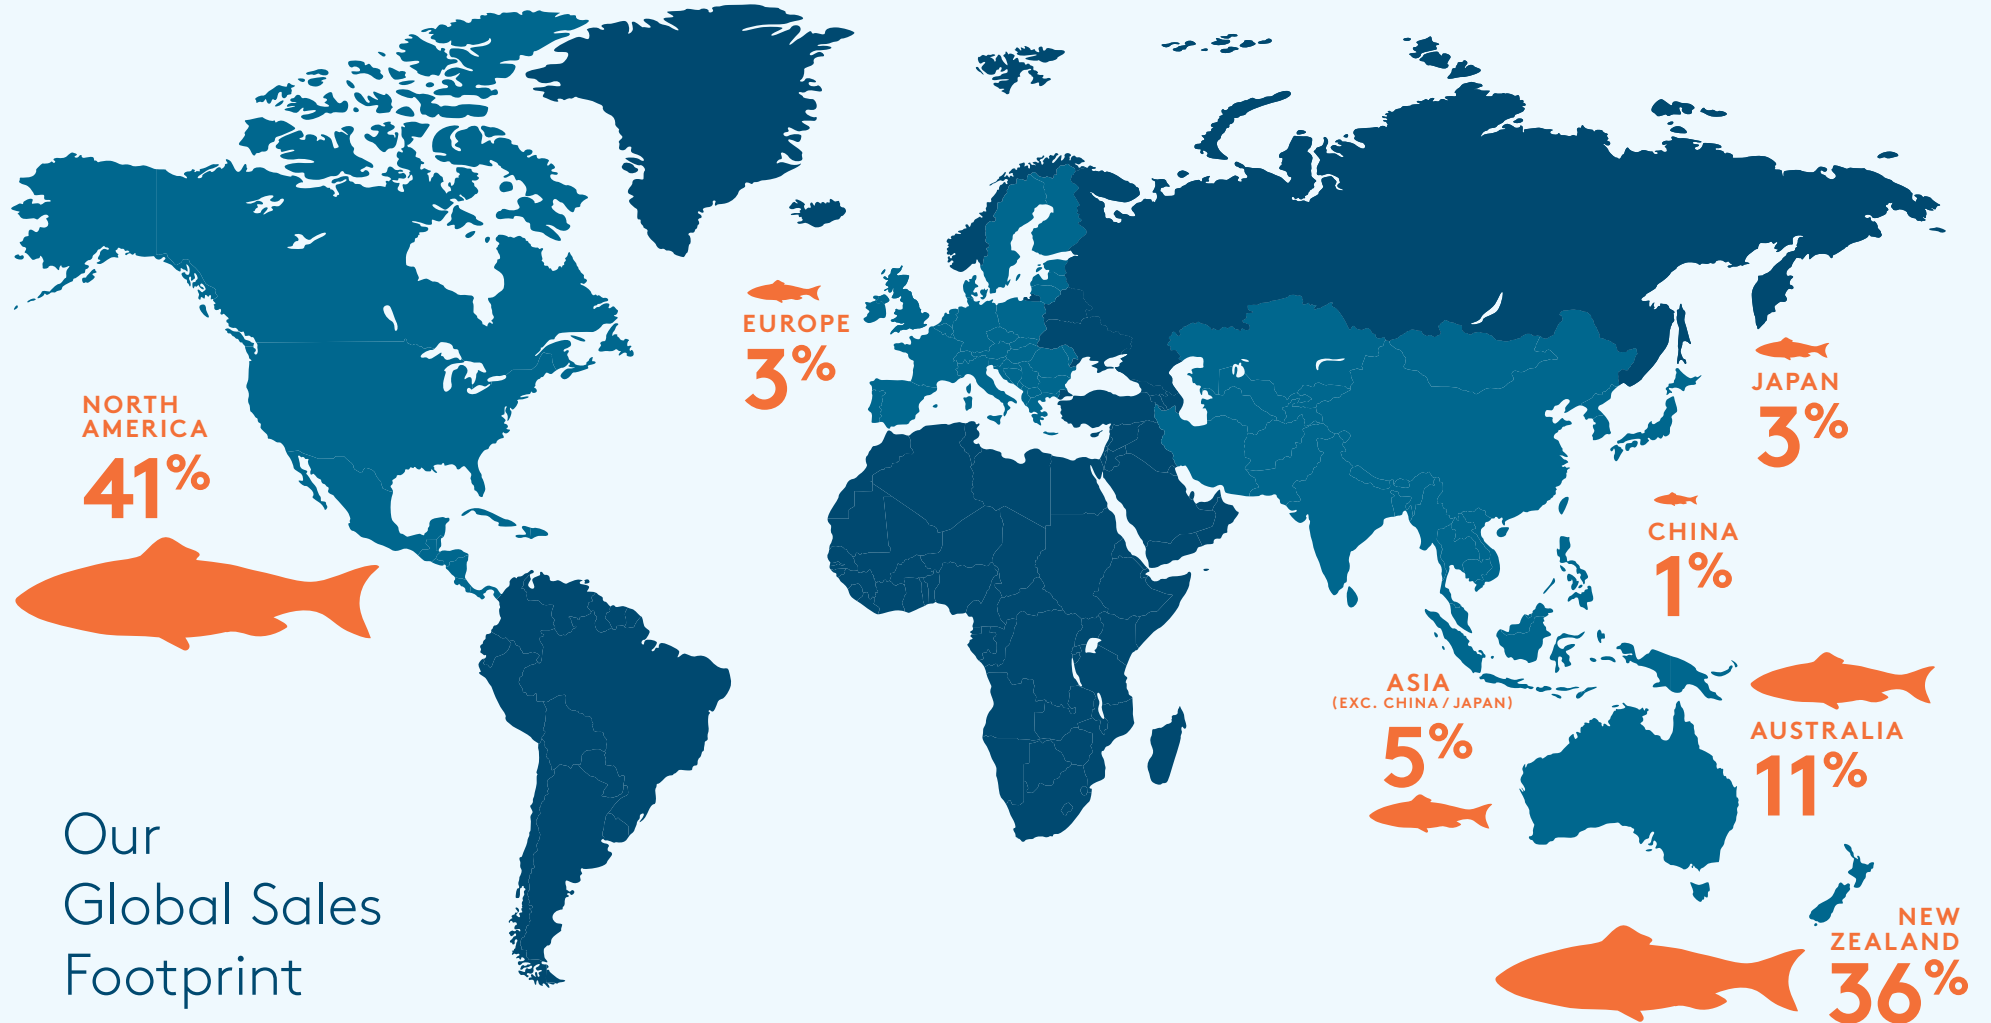 EUROPE
3%
NORTH
AMERICA
41%
JAPAN
3%
CHINA
1%
ASIA
(EXC. CHINA / JAPAN)
5%
AUSTRALIA
11%
NEW
ZEALAND
36%
Our
Global Sales
Footprint